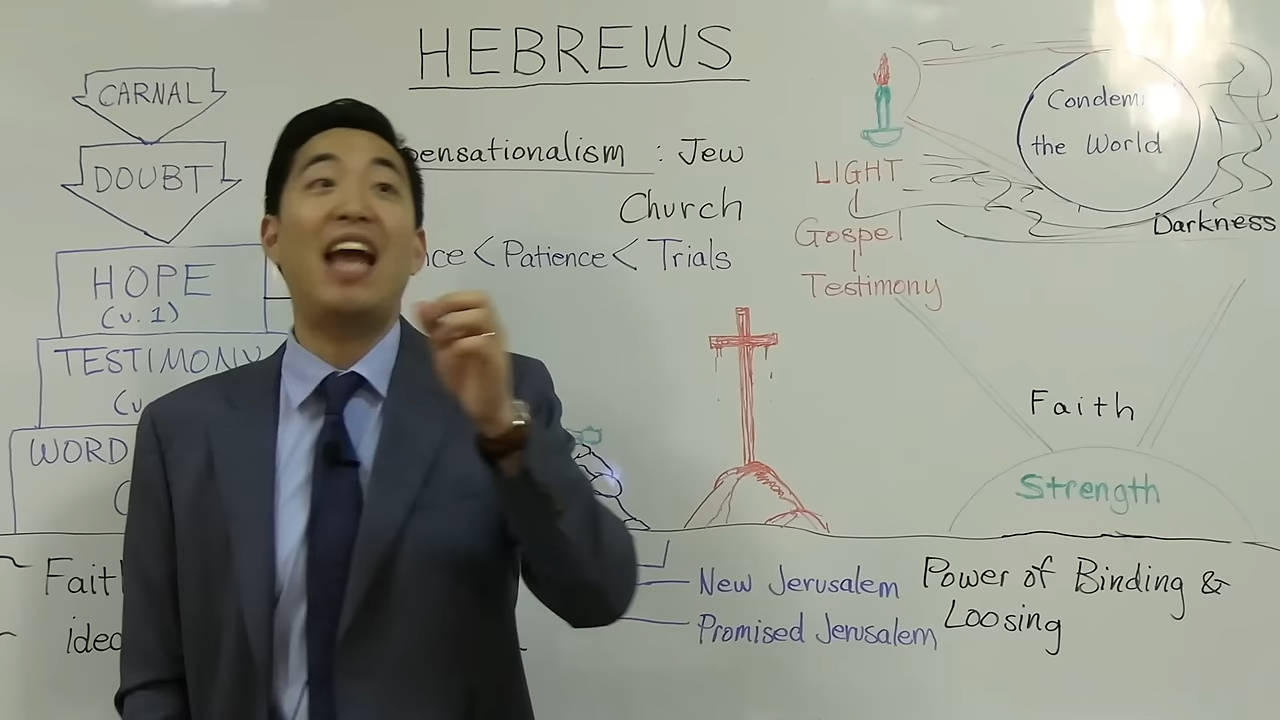 HEBREWS
CARNAL
DOUBT
HOPE
(v. 1)
TESTIMONY
(v
WORD
(
pensationalism : Jew
Church
nce < Patience < Trials
LIGHT
Gospel
Testimony
Condem
the World
Darkness
Faith
Strength
Fait
idea
New Jerusalem
Promised Jerusalem
Power of Binding &
Loosing